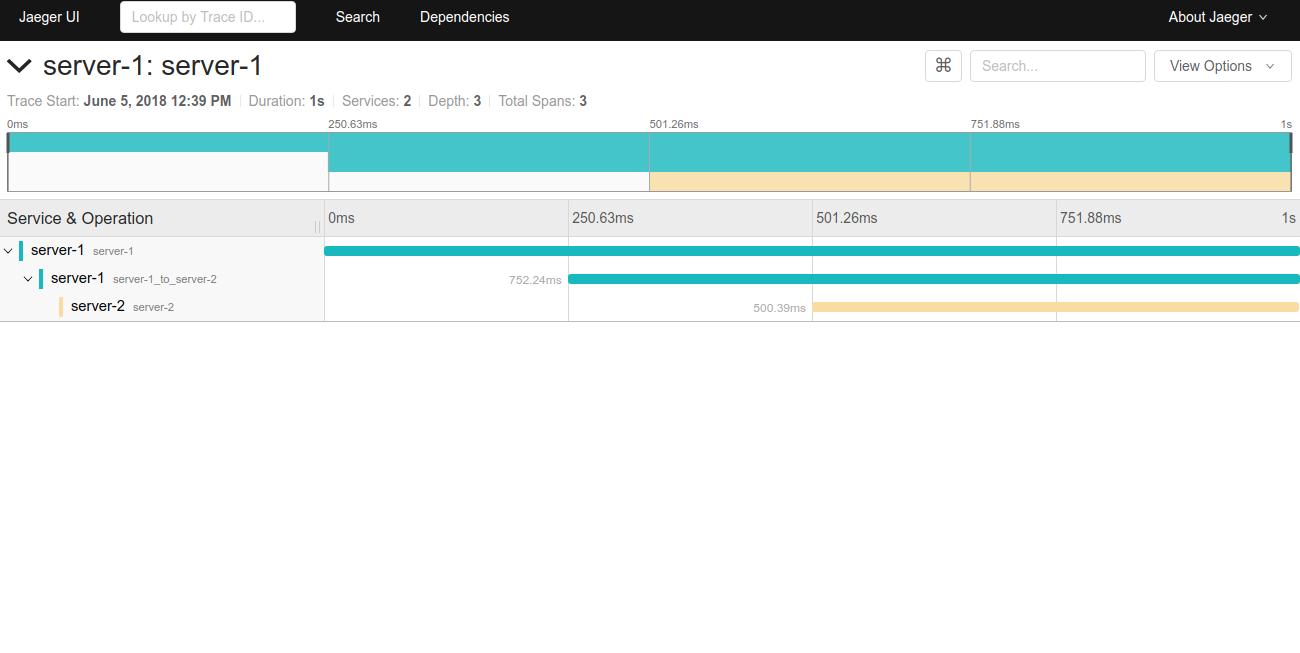 Jaeger UI Lookup by Trace ID... Search Dependencies About Jaeger
server-1: server-1 ⌘ Search... View Options
Trace Start: June 5, 2018 12:39 PM Duration: 1s Services: 2 Depth: 3 Total Spans: 3
0ms 250.63ms 501.26ms 751.88ms 1s
Service & Operation 0ms 250.63ms 501.26ms 751.88ms 1s
server-1 server-1
server-1 server-1_to_server-2 752.24ms
server-2 server-2 500.39ms